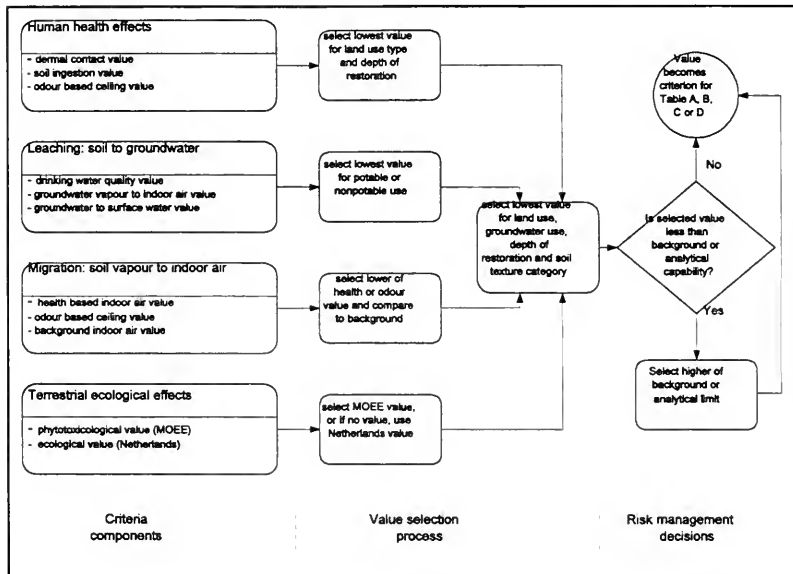 Human health effects
- dermal contact value
- soil ingestion value
- odour based ceiling value
select lowest value
for land use type
and depth of
restoration
Leaching: soil to groundwater
- drinking water quality value
- groundwater vapour to indoor air value
- groundwater to surface water value
select lowest value
for potable or
nonpotable use
Migration: soil vapour to indoor air
- health based indoor air value
- odour based ceiling value
- background indoor air value
select lower of
health or odour
value and compare
to background
Terrestrial ecological effects
- phytotoxicological value (MOEE)
- ecological value (Netherlands)
select MOEE value,
or if no value, use
Netherlands value
select lowest value
for land use,
groundwater use,
depth of
restoration and soil
texture category
Value
becomes
criterion for
Table A, B,
C or D
No
Is selected value
less than
background or
analytical
capability?
Yes
Select higher of
background or
analytical limit
Criteria
components
Value selection
process
Risk management
decisions